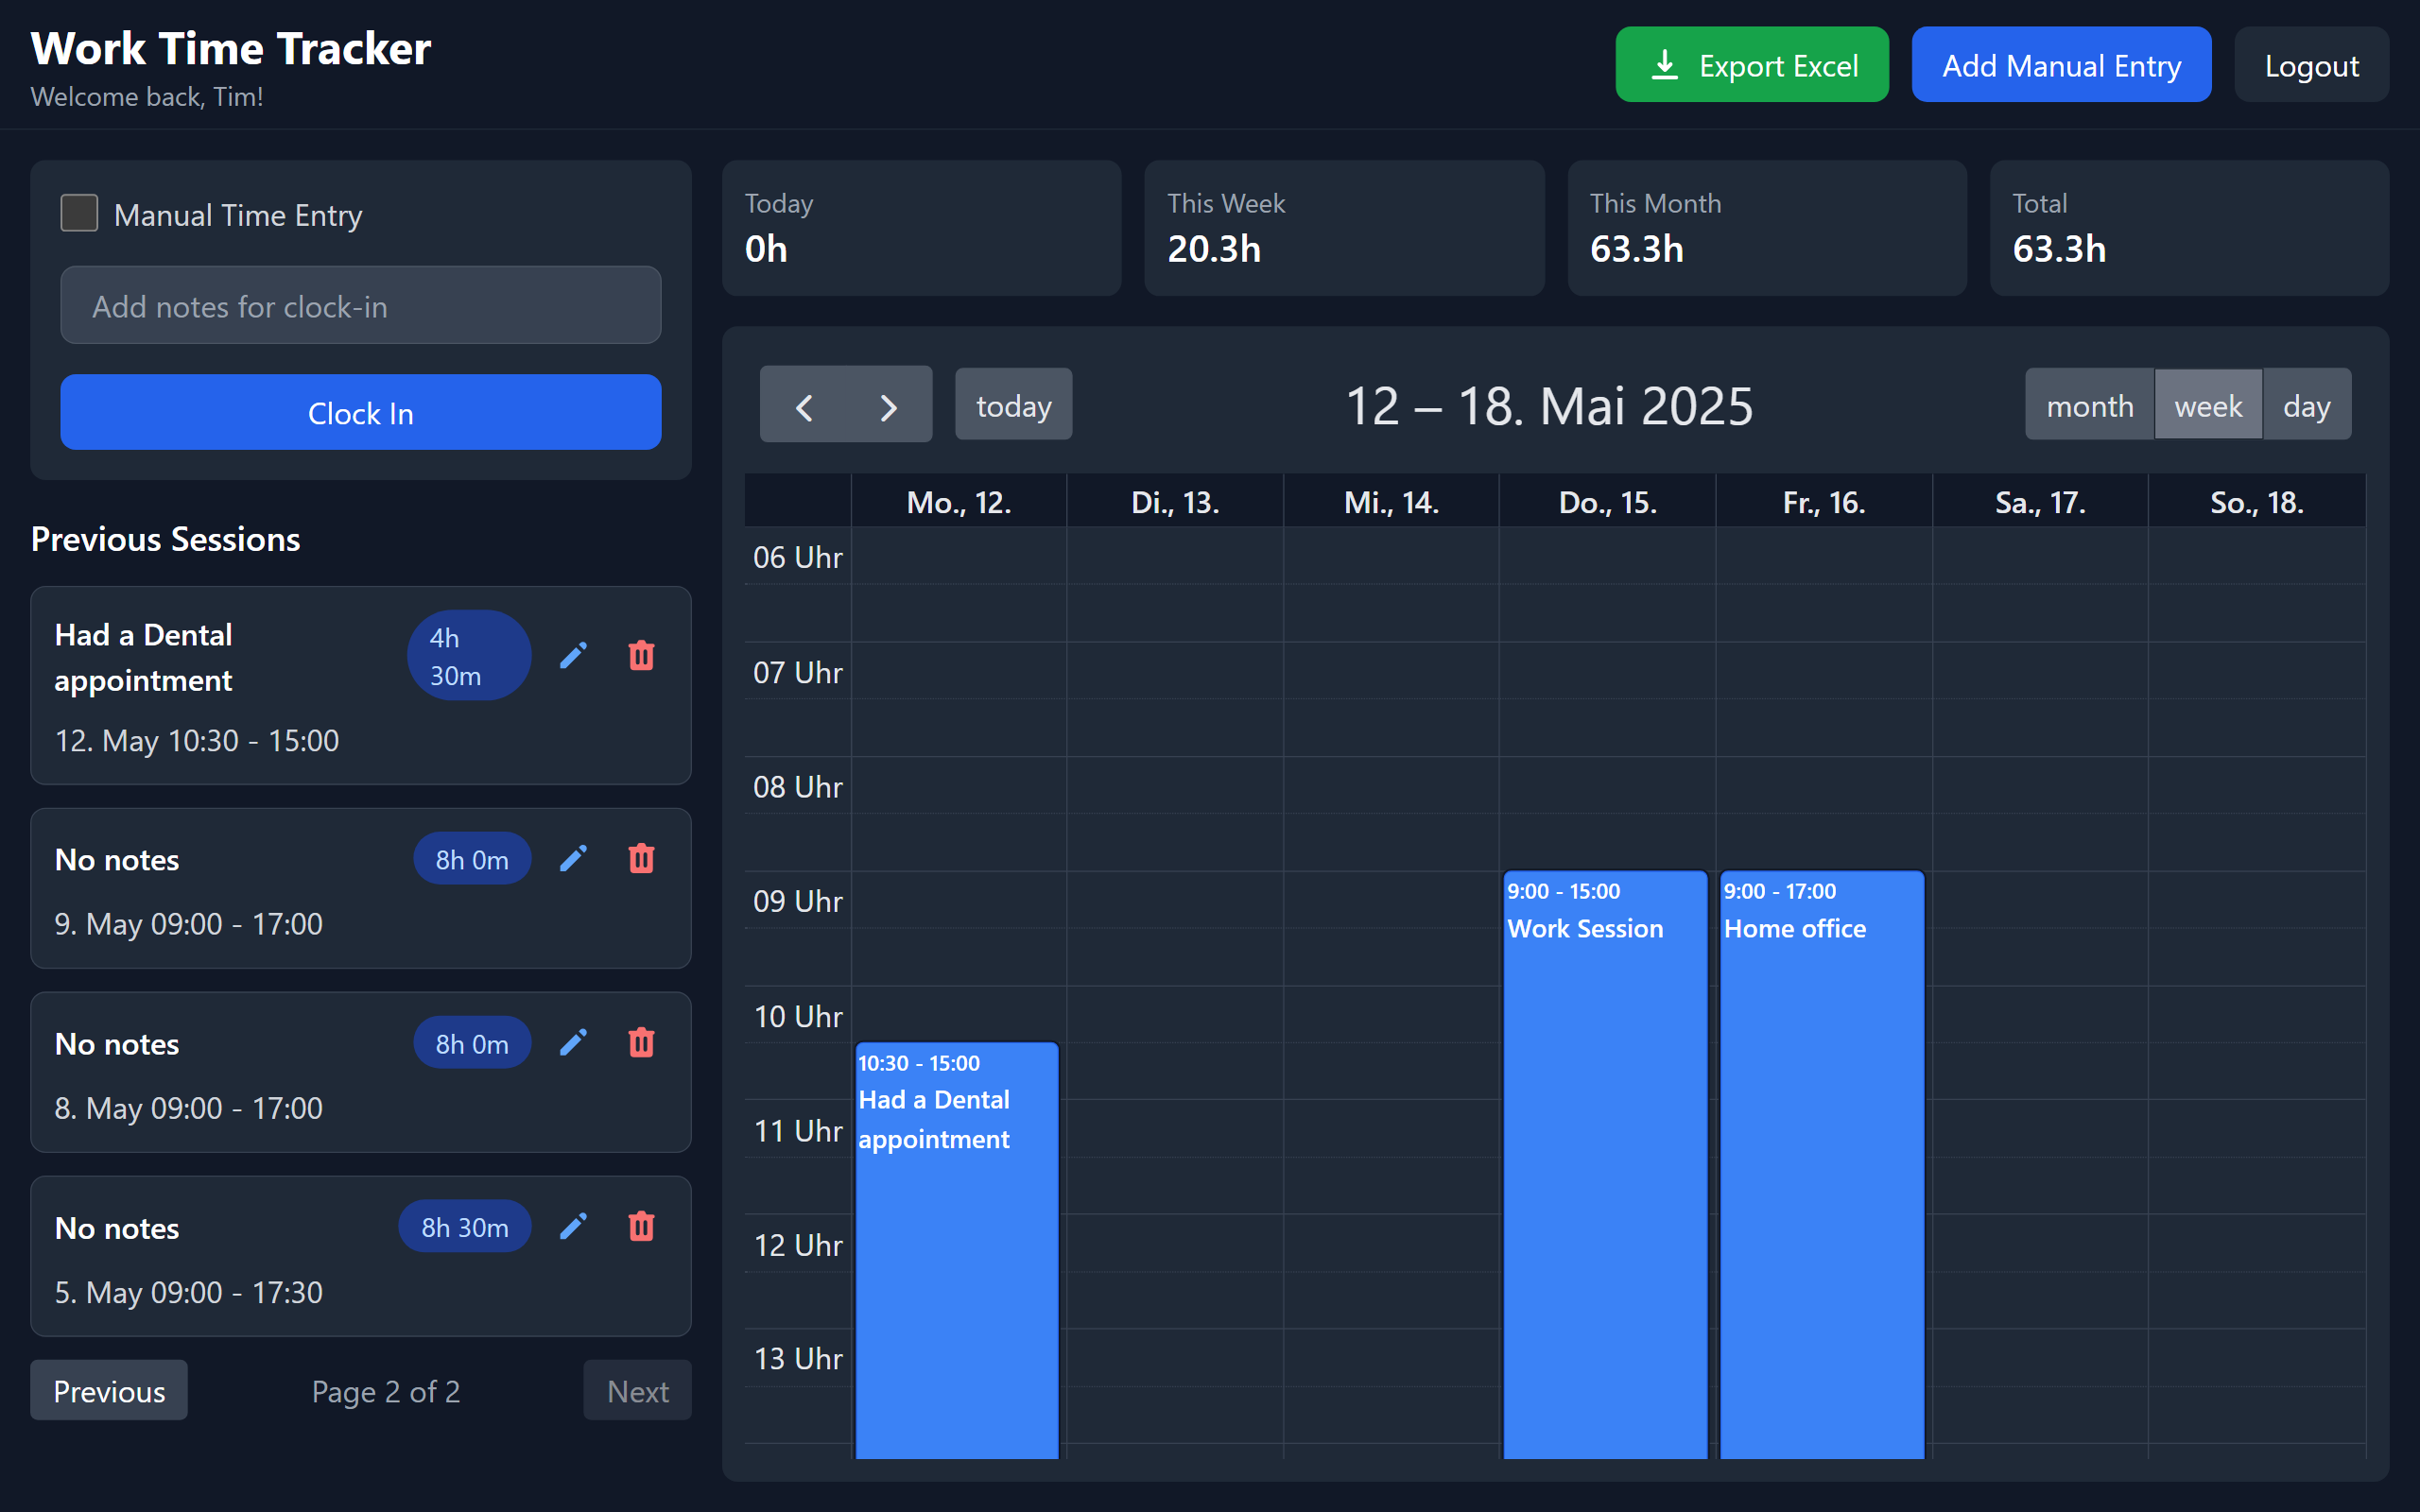 Work Time Tracker
Welcome back, Tim!
Export Excel
Add Manual Entry
Logout
Manual Time Entry
Add notes for clock-in
Clock In
Previous Sessions
Had a Dental
appointment
4h
30m
12. May 10:30 - 15:00
No notes
8h 0m
9. May 09:00 - 17:00
No notes
8h 0m
8. May 09:00 - 17:00
No notes
8h 30m
5. May 09:00 - 17:30
Previous
Page 2 of 2
Next
Today
0h
This Week
20.3h
This Month
63.3h
Total
63.3h
today
12 – 18. Mai 2025
month
week
day
Mo., 12.
Di., 13.
Mi., 14.
Do., 15.
Fr., 16.
Sa., 17.
So., 18.
06 Uhr
07 Uhr
08 Uhr
09 Uhr
10 Uhr
11 Uhr
12 Uhr
13 Uhr
10:30 - 15:00
Had a Dental
appointment
9:00 - 15:00
Work Session
9:00 - 17:00
Home office